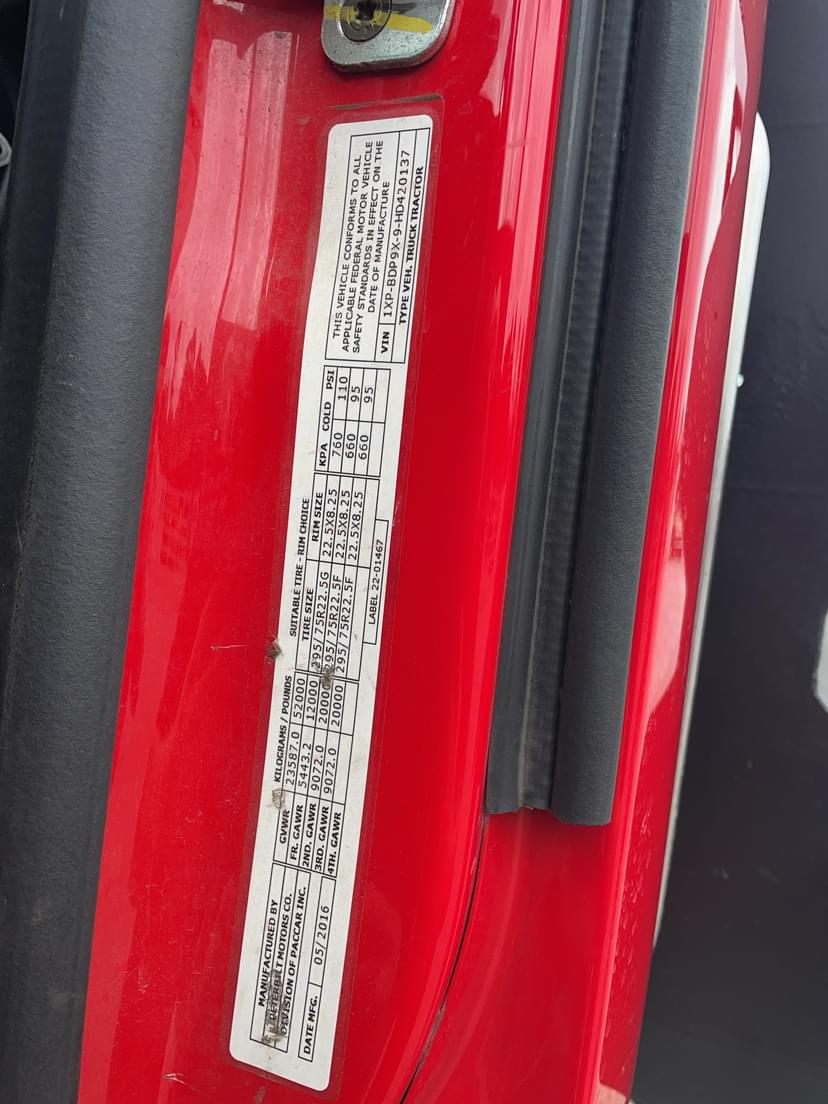 MANUFACTURED BY
PETERBILT MOTORS CO.
DIVISION OF PACCAR INC.
DATE MFG. 05/2016
KILOGRAMS / POUNDS
GVWR 23587.0 52000
FR. GAWR 5443.2 12000
2ND. GAWR 9072.0 20000
3RD. GAWR 9072.0 20000
4TH. GAWR
SUITABLE TIRE - RIM CHOICE
TIRE SIZE RIM SIZE KPA COLD PSI
295/75R22.5G 22.5X8.25 760 110
295/75R22.5F 22.5X8.25 660 95
295/75R22.5F 22.5X8.25 660 95
LABEL 22-01467
THIS VEHICLE CONFORMS TO ALL
APPLICABLE FEDERAL MOTOR VEHICLE
SAFETY STANDARDS IN EFFECT ON THE
DATE OF MANUFACTURE
VIN 1XP-BDP9X-9-HD420137
TYPE VEH. TRUCK TRACTOR